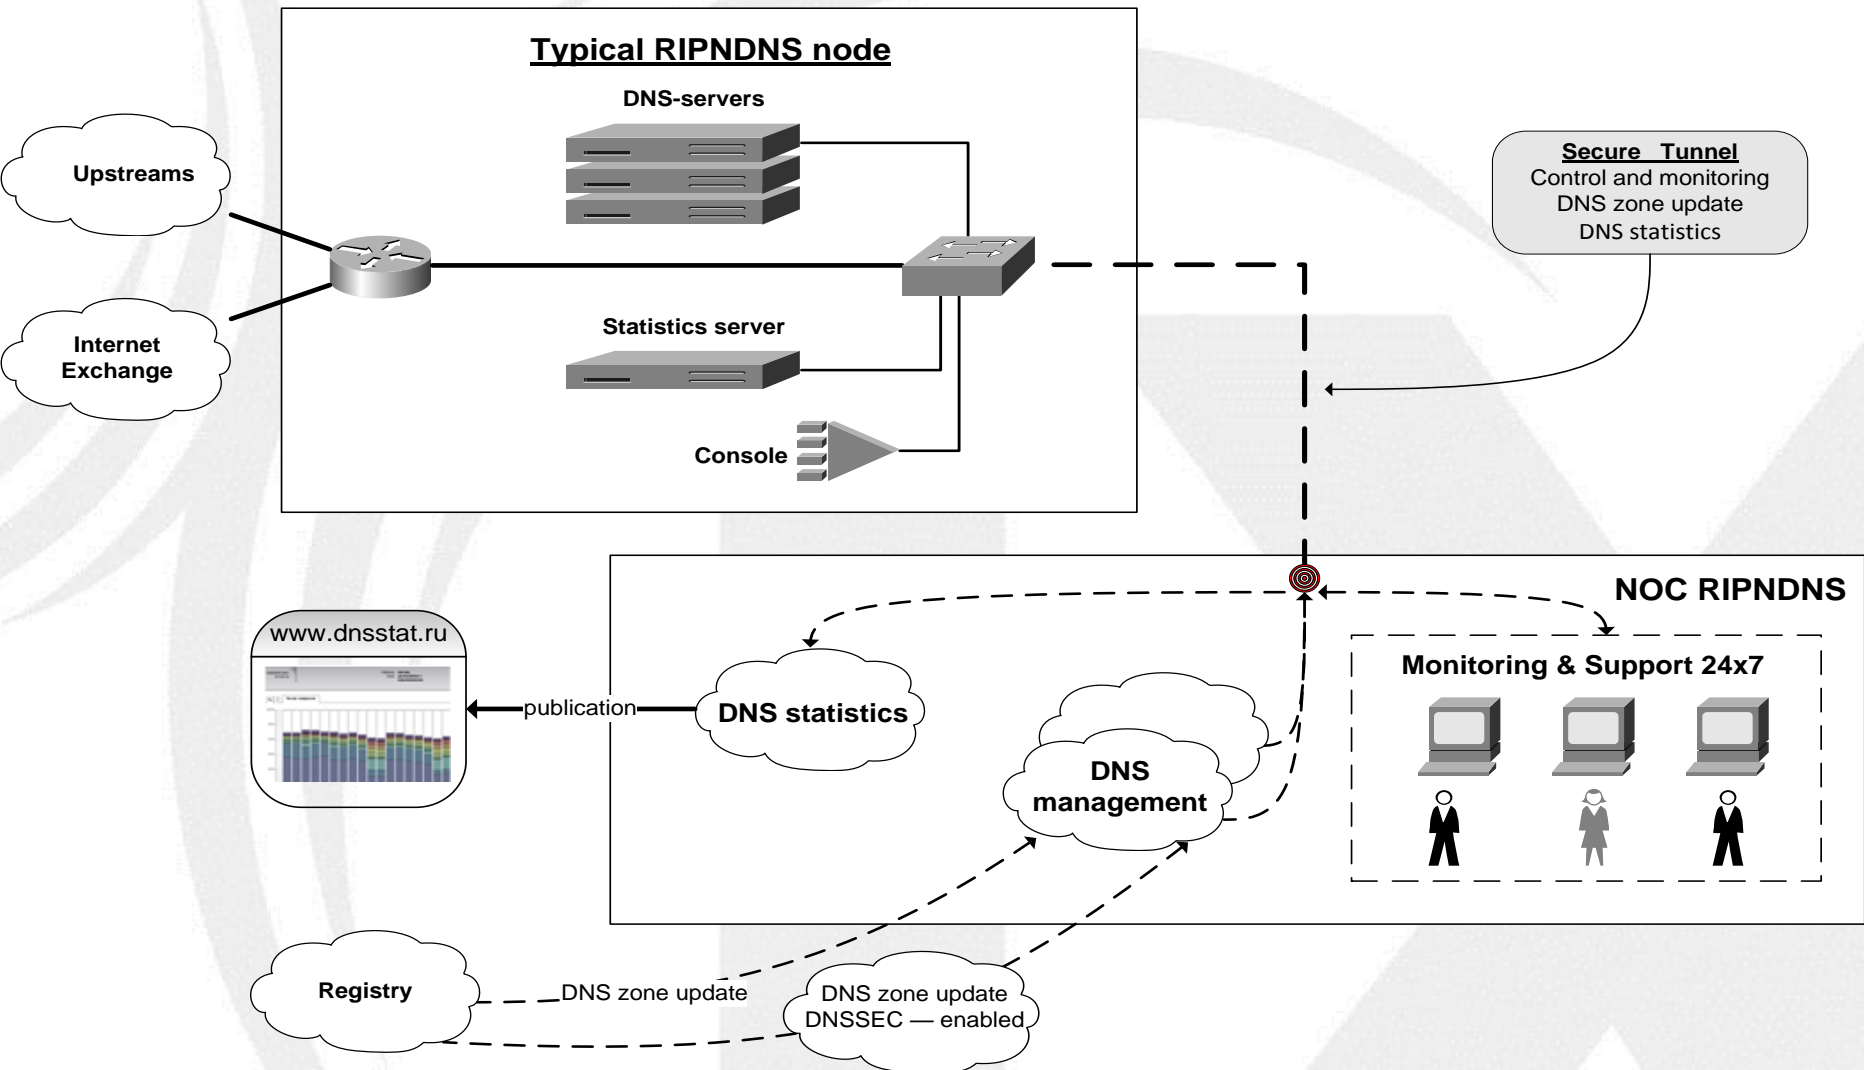 Typical RIPNDNS node
DNS-servers
Upstreams
Secure Tunnel
Control and monitoring
DNS zone update
DNS statistics
Internet
Exchange
Statistics server
Console
NOC RIPNDNS
www.dnsstat.ru
Monitoring & Support 24x7
publication
DNS statistics
DNS
management
Registry
DNS zone update
DNS zone update
DNSSEC — enabled